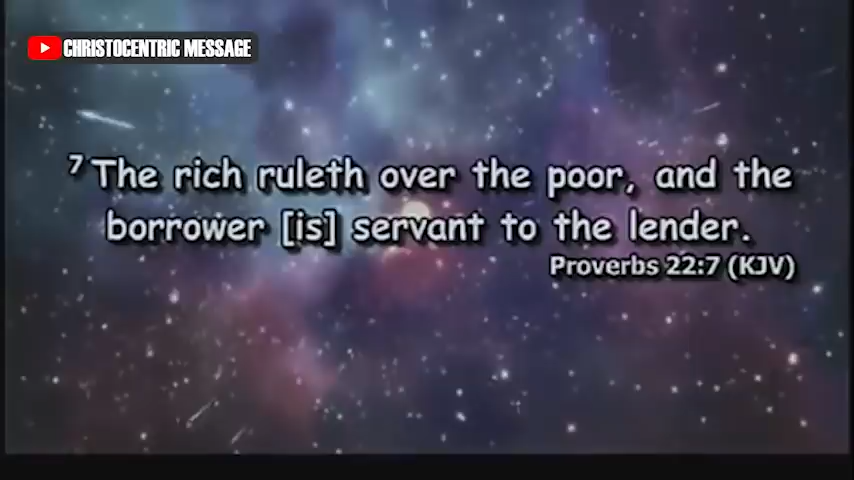 CHRISTOCENTRIC MESSAGE
7 The rich ruleth over the poor, and the
borrower [is] servant to the lender.
Proverbs 22:7 (KJV)